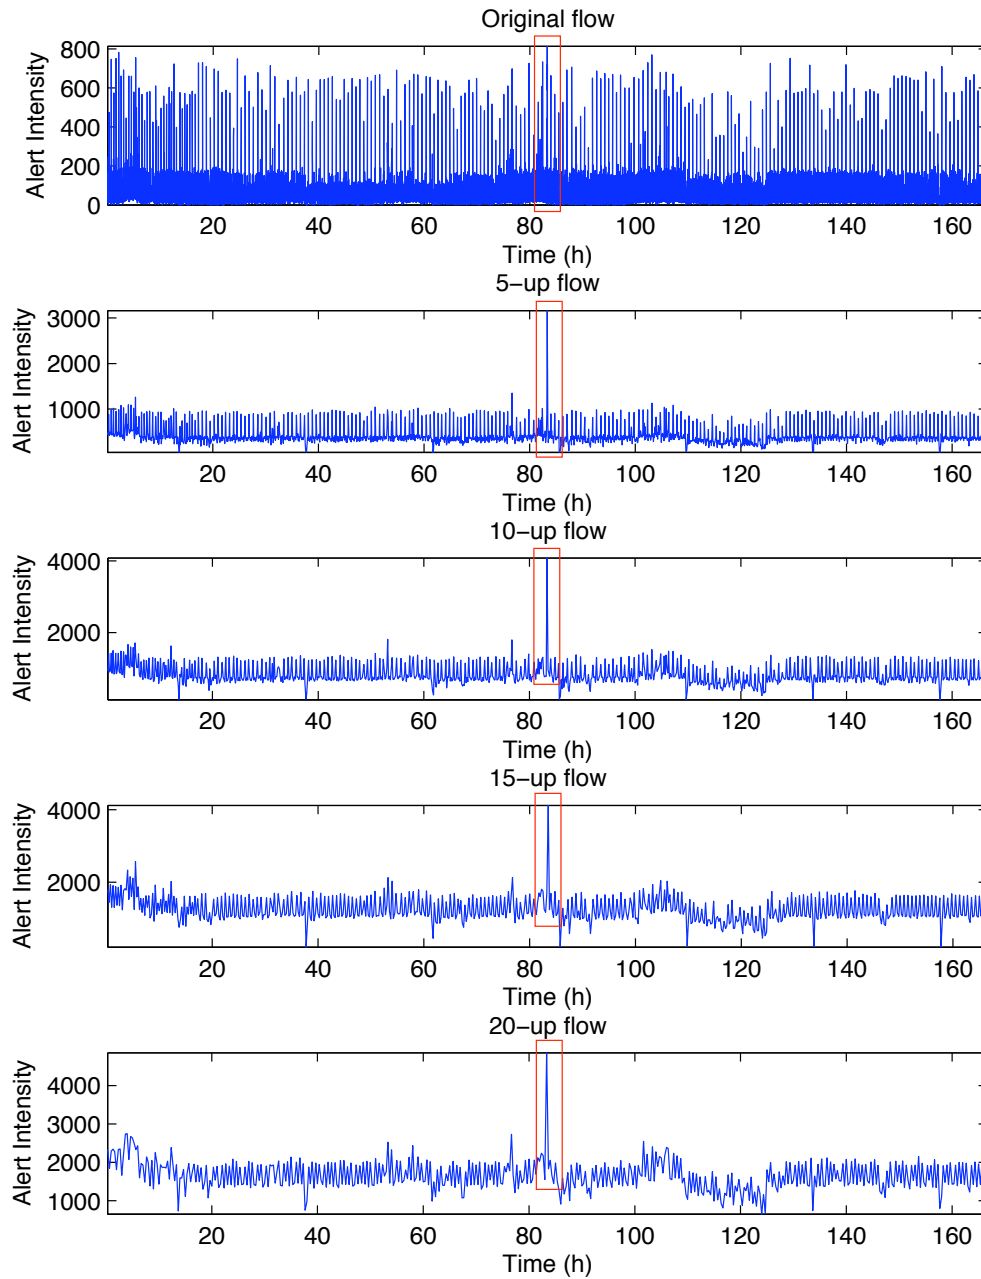 Original flow
800
600
400
200
0
Alert Intensity
20 40 60 80 100 120 140 160
Time (h)
5−up flow
3000
2000
1000
Alert Intensity
20 40 60 80 100 120 140 160
Time (h)
10−up flow
4000
2000
Alert Intensity
20 40 60 80 100 120 140 160
Time (h)
15−up flow
4000
2000
Alert Intensity
20 40 60 80 100 120 140 160
Time (h)
20−up flow
4000
3000
2000
1000
Alert Intensity
20 40 60 80 100 120 140 160
Time (h)